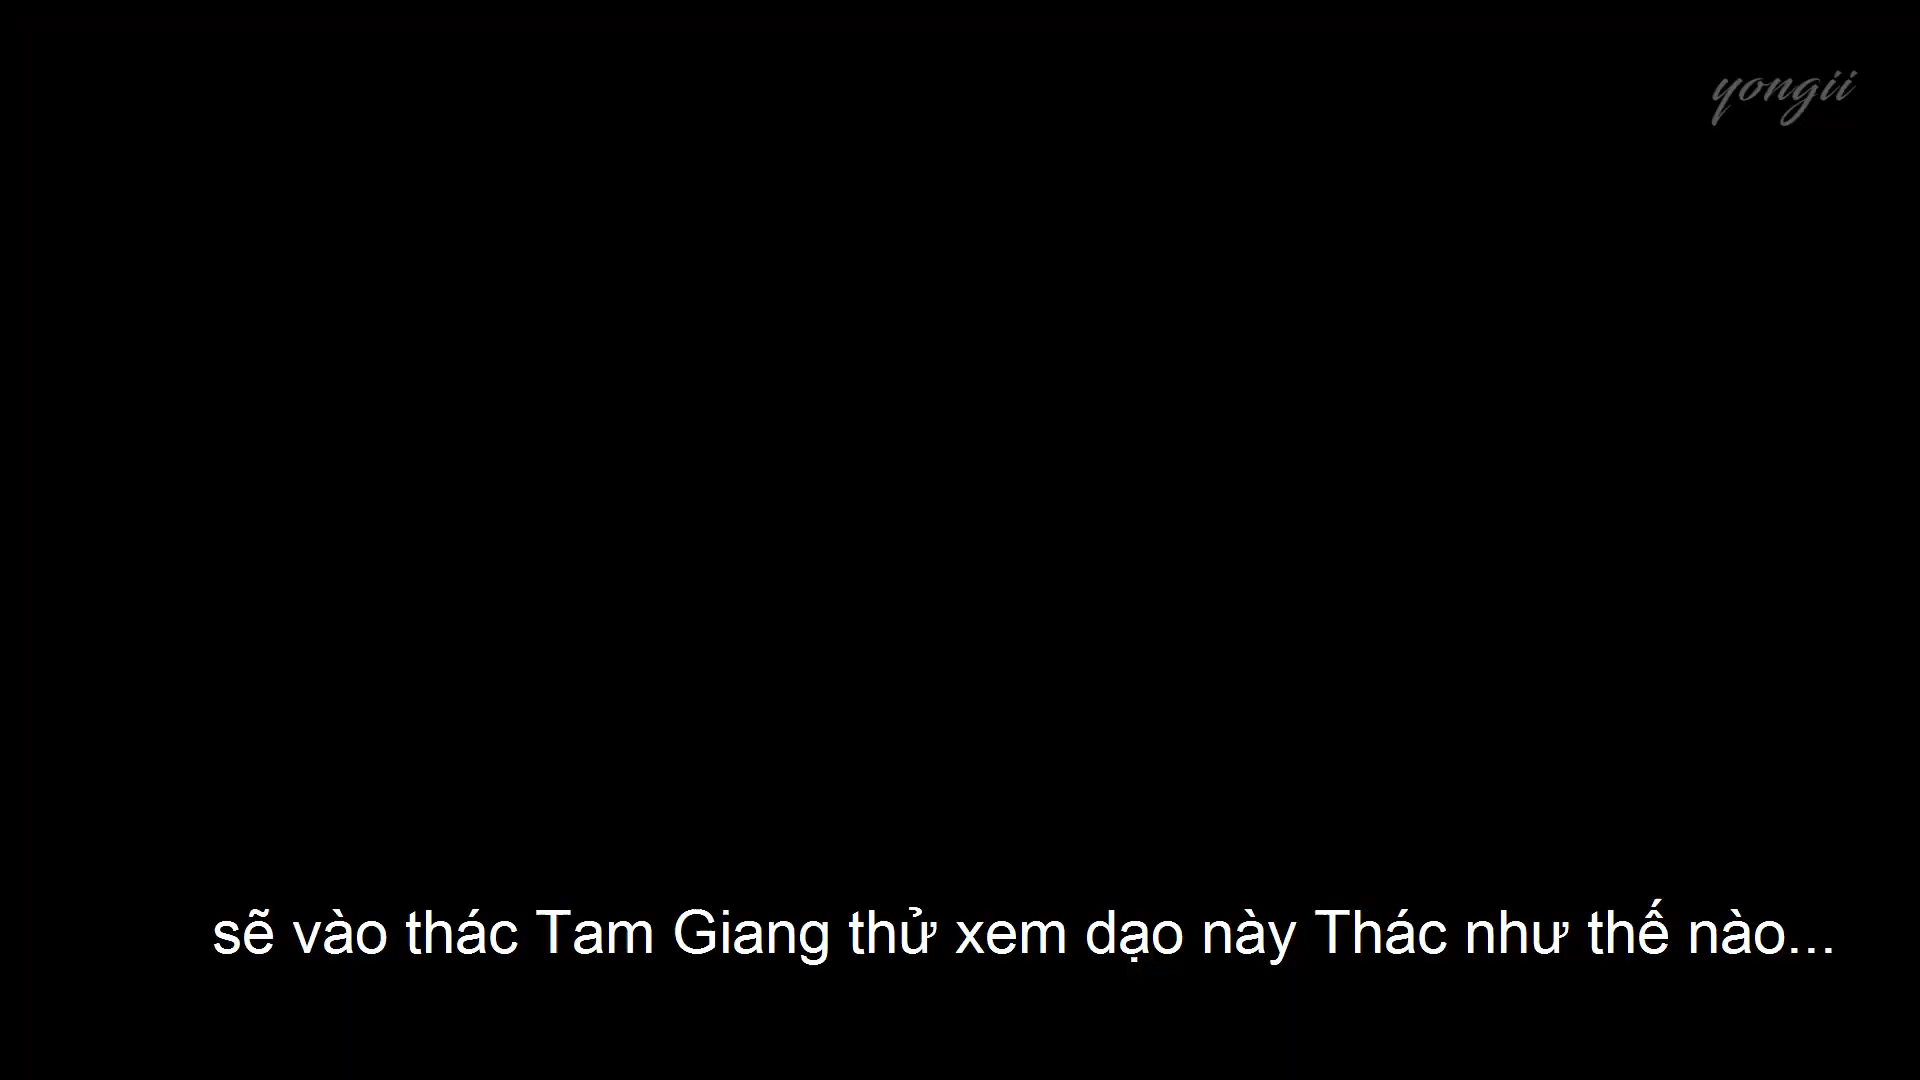 yongii
sẽ vào thác Tam Giang thử xem dạo này Thác như thế nào...